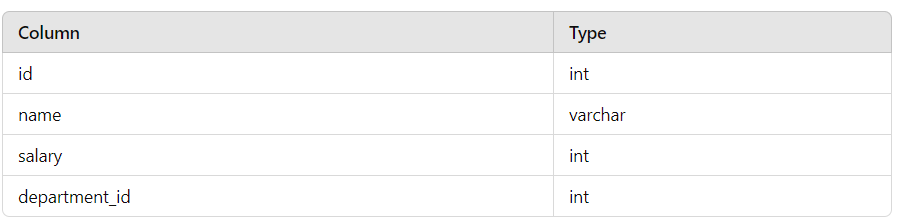 Column Type
id int
name varchar
salary int
department_id int